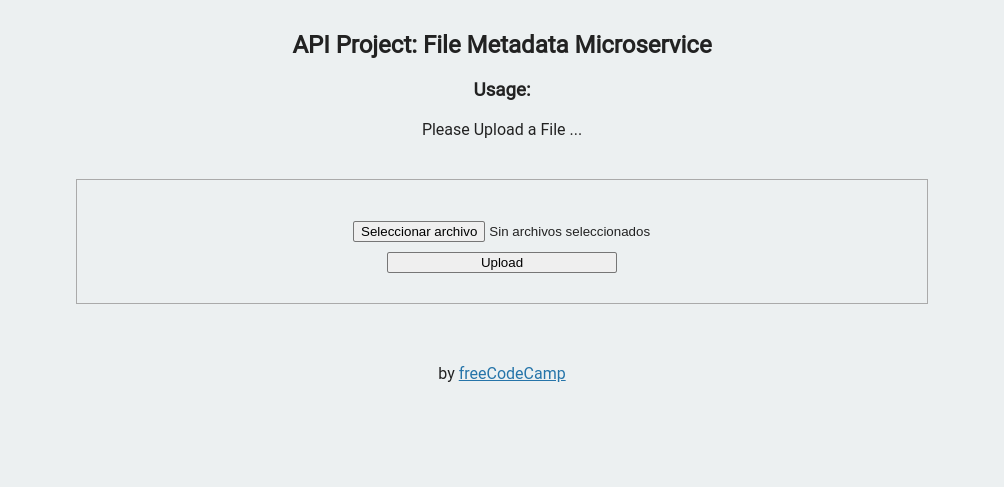 API Project: File Metadata Microservice
Usage:
Please Upload a File ...
Seleccionar archivo Sin archivos seleccionados
Upload
by freeCodeCamp